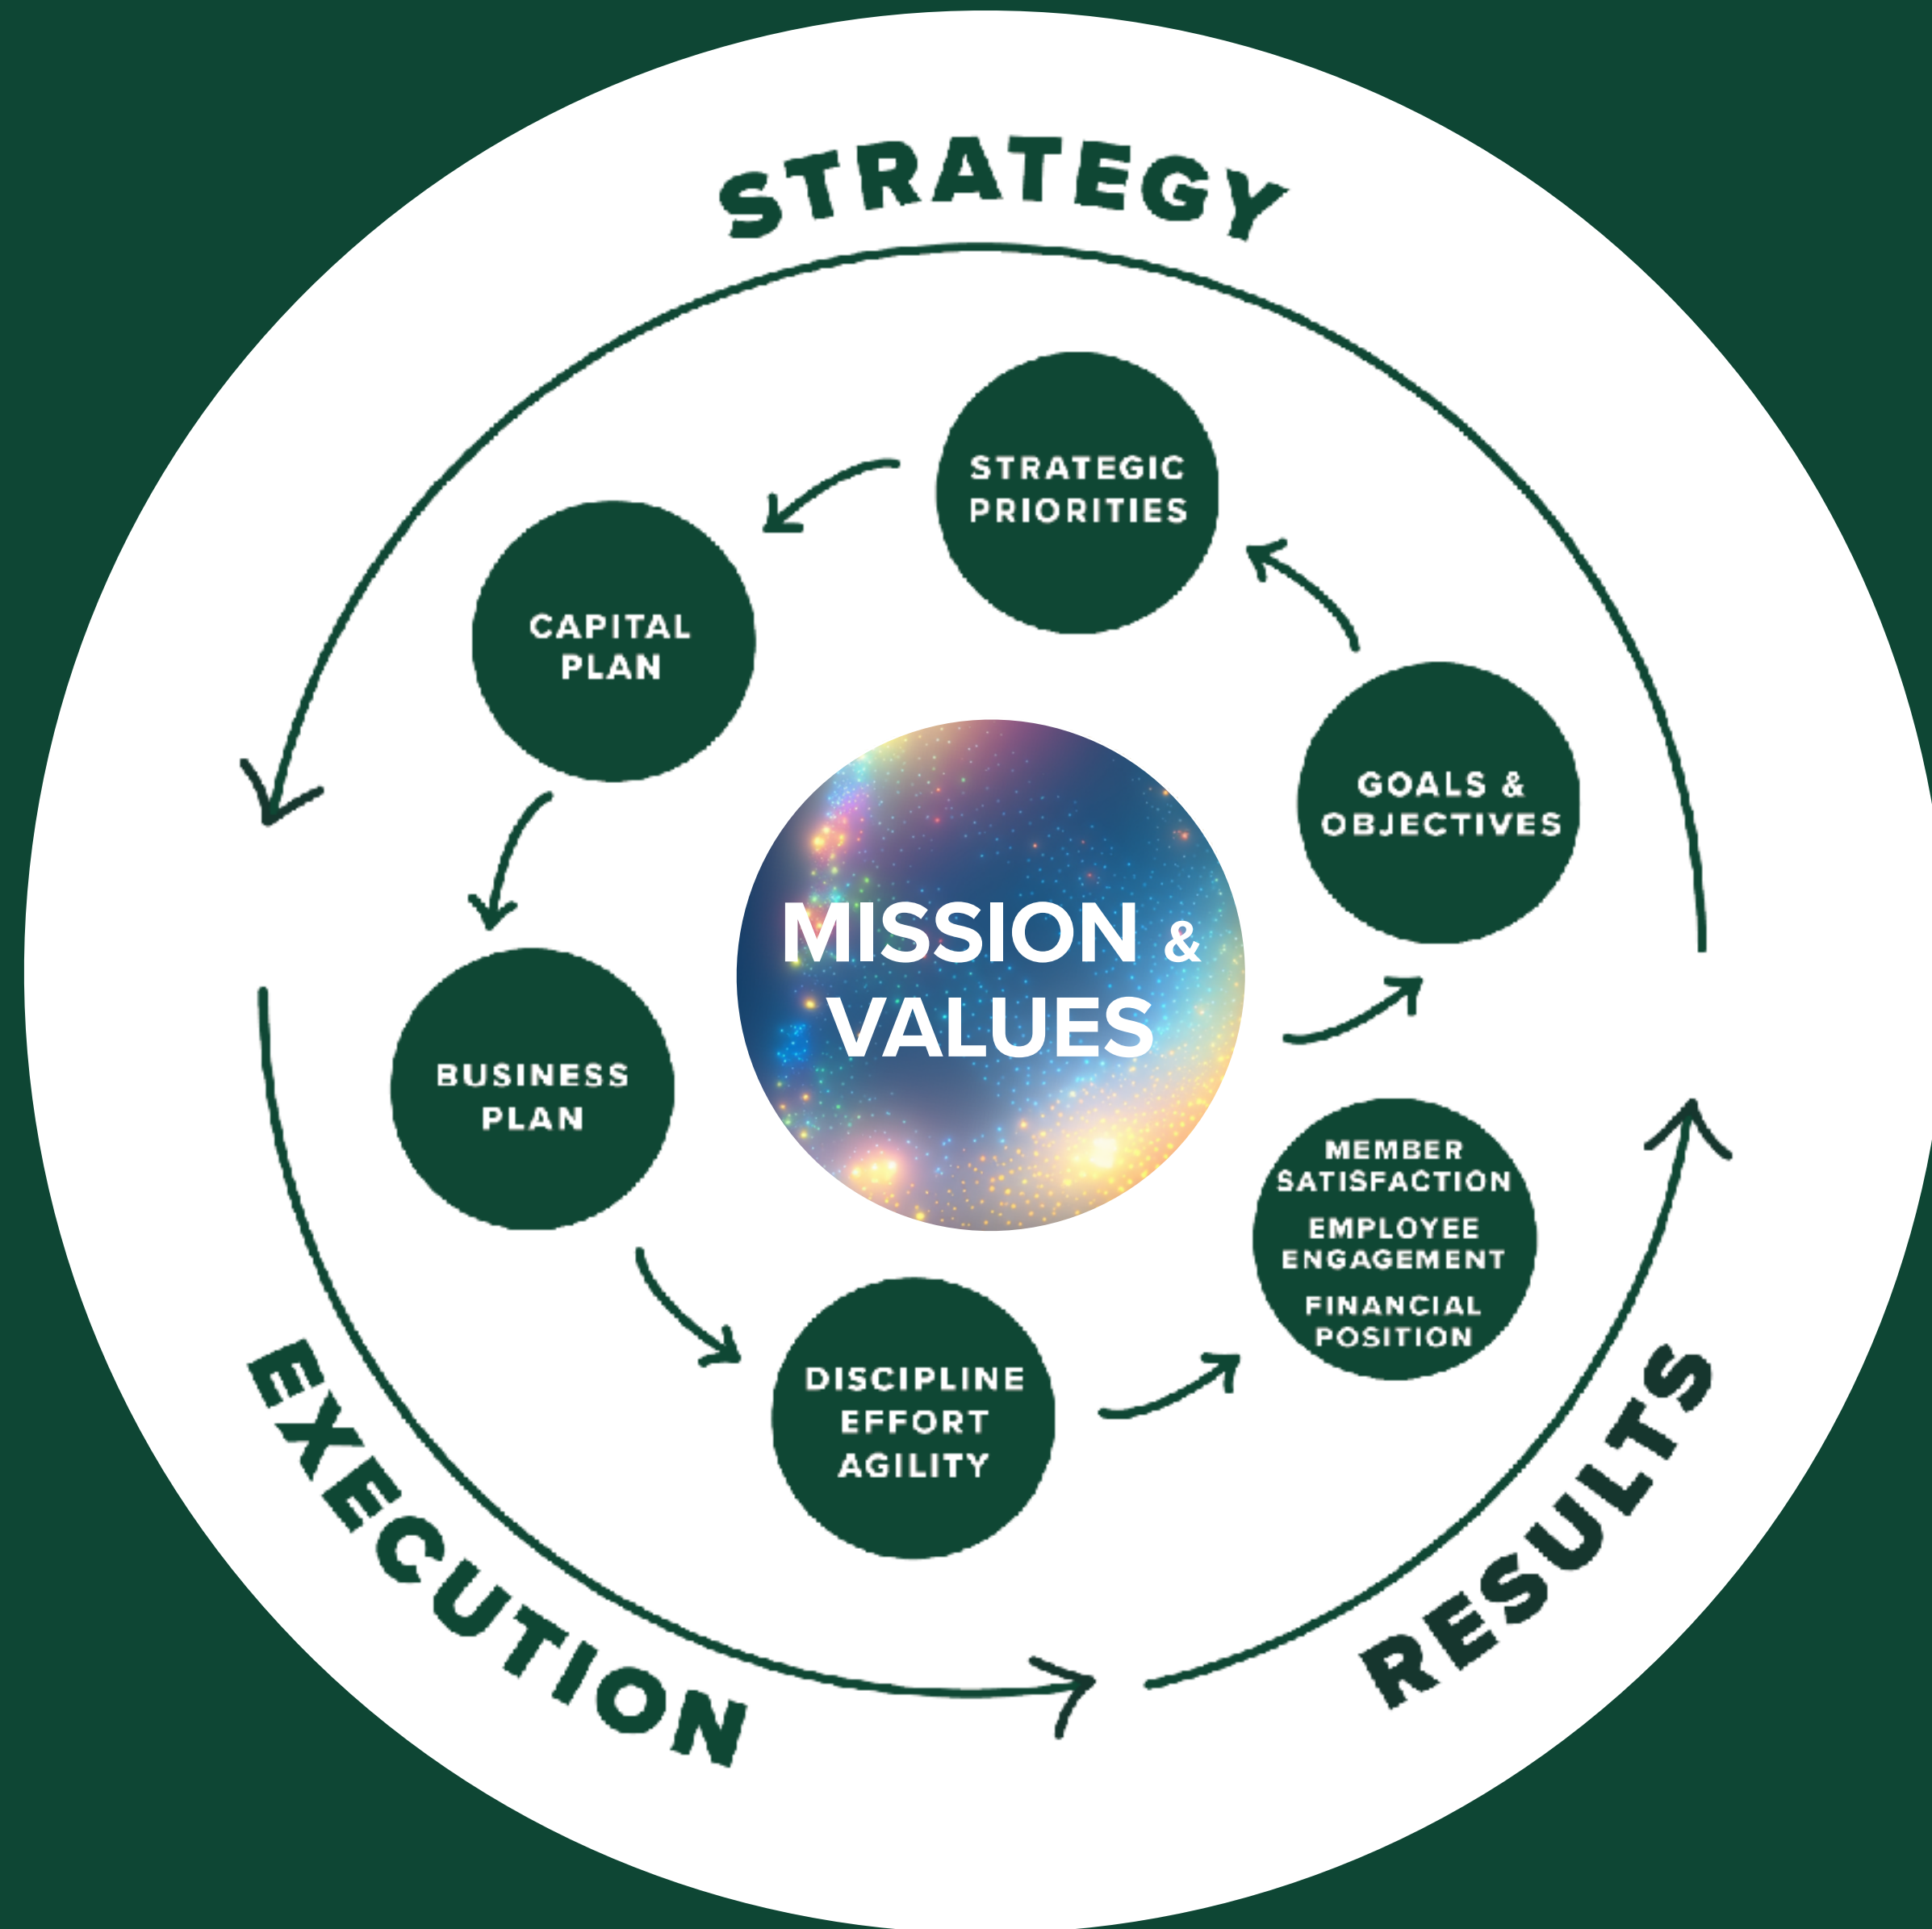 STRATEGY
STRATEGIC
PRIORITIES
CAPITAL
PLAN
GOALS &
OBJECTIVES
MISSION &
VALUES
BUSINESS
PLAN
MEMBER
SATISFACTION
EMPLOYEE
ENGAGEMENT
FINANCIAL
POSITION
DISCIPLINE
EFFORT
AGILITY
EXECUTION
RESULTS